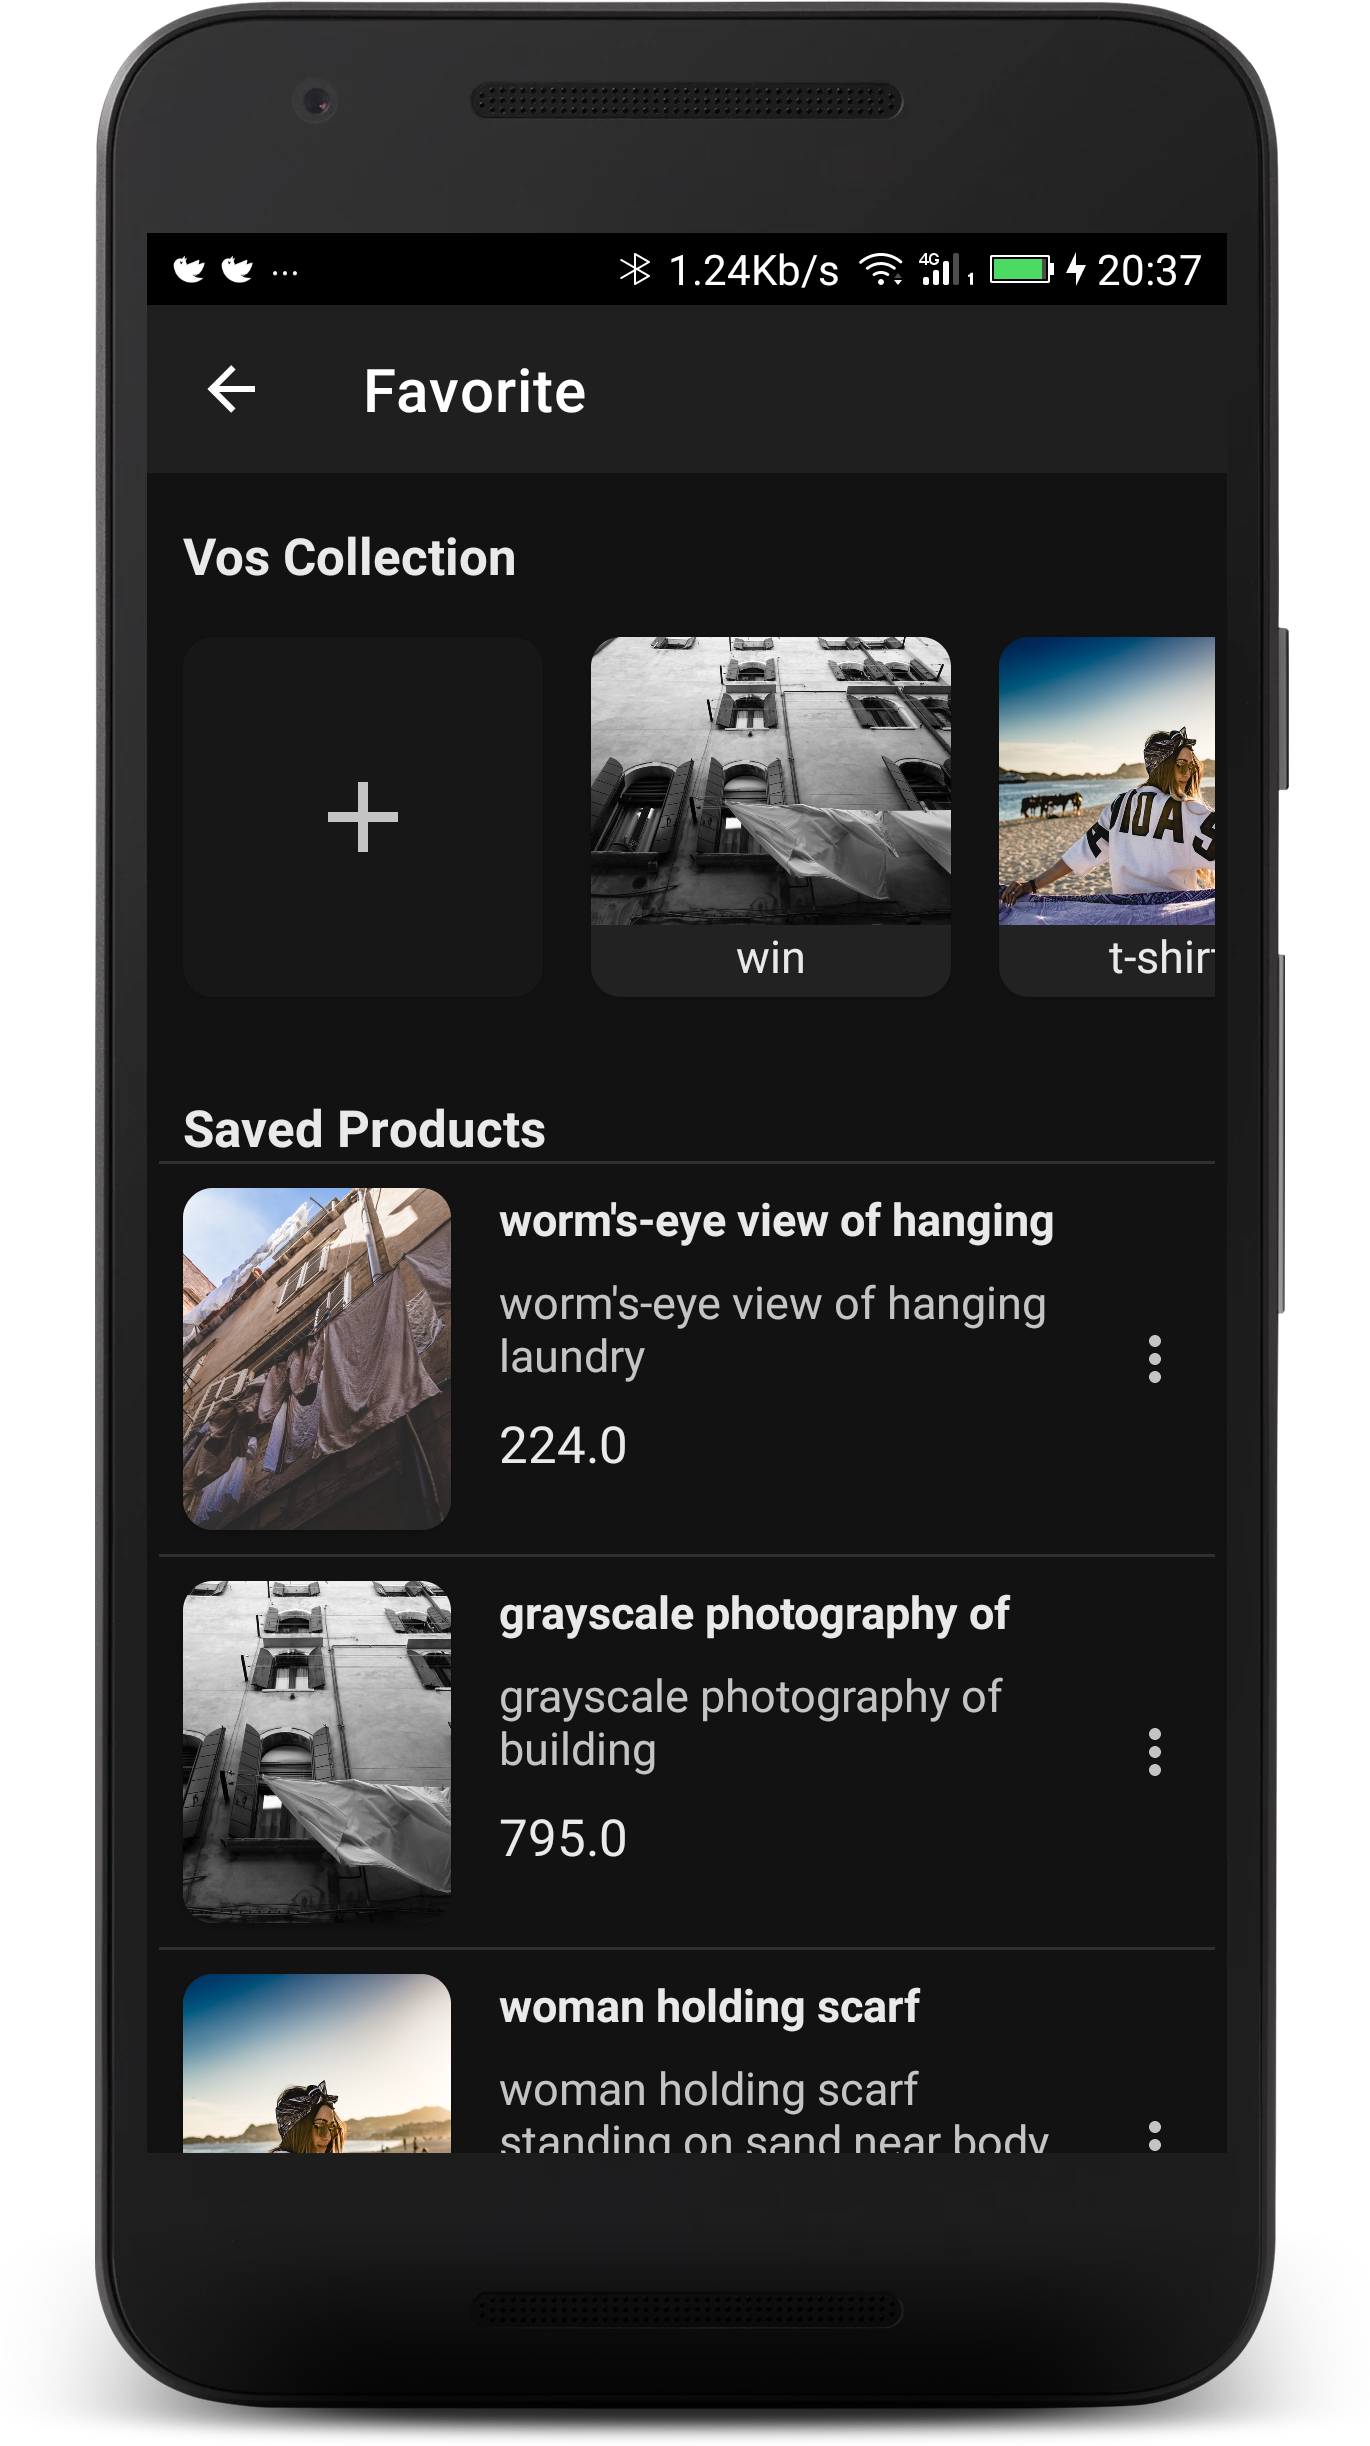 1.24Kb/s 4G 1 20:37
Favorite
Vos Collection
win
Saved Products
worm's-eye view of hanging
worm's-eye view of hanging
laundry
224.0
grayscale photography of
grayscale photography of
building
795.0
woman holding scarf
woman holding scarf
standing on sand near body